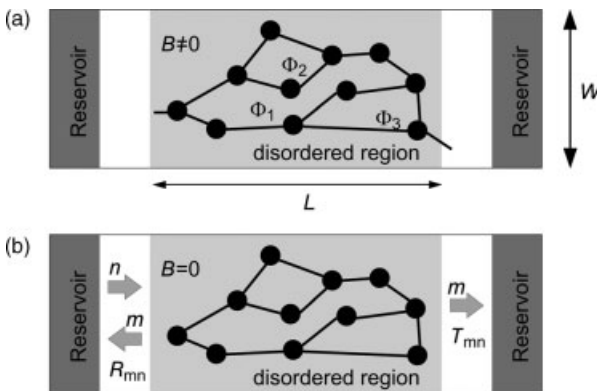 (a)
Reservoir
B≠0
Φ₂
Φ₁
Φ₃
disordered region
Reservoir
W
L
(b)
Reservoir
n
m
Rₘₙ
B=0
disordered region
m
Tₘₙ
Reservoir